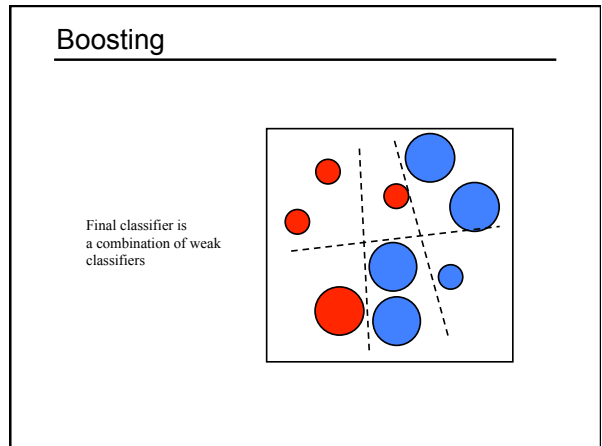 Boosting
Final classifier is
a combination of weak
classifiers